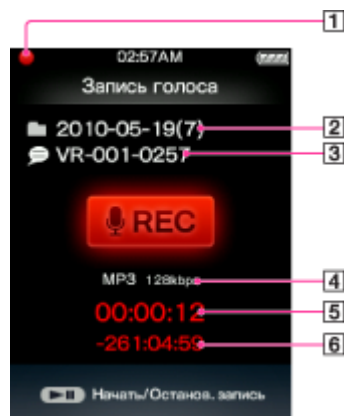 1
02:57AM
Запись голоса
2010-05-19(7) 2
VR-001-0257 3
REC
MP3 128kbps 4
00:00:12 5
-261:04:59 6
Начать/Останов. запись